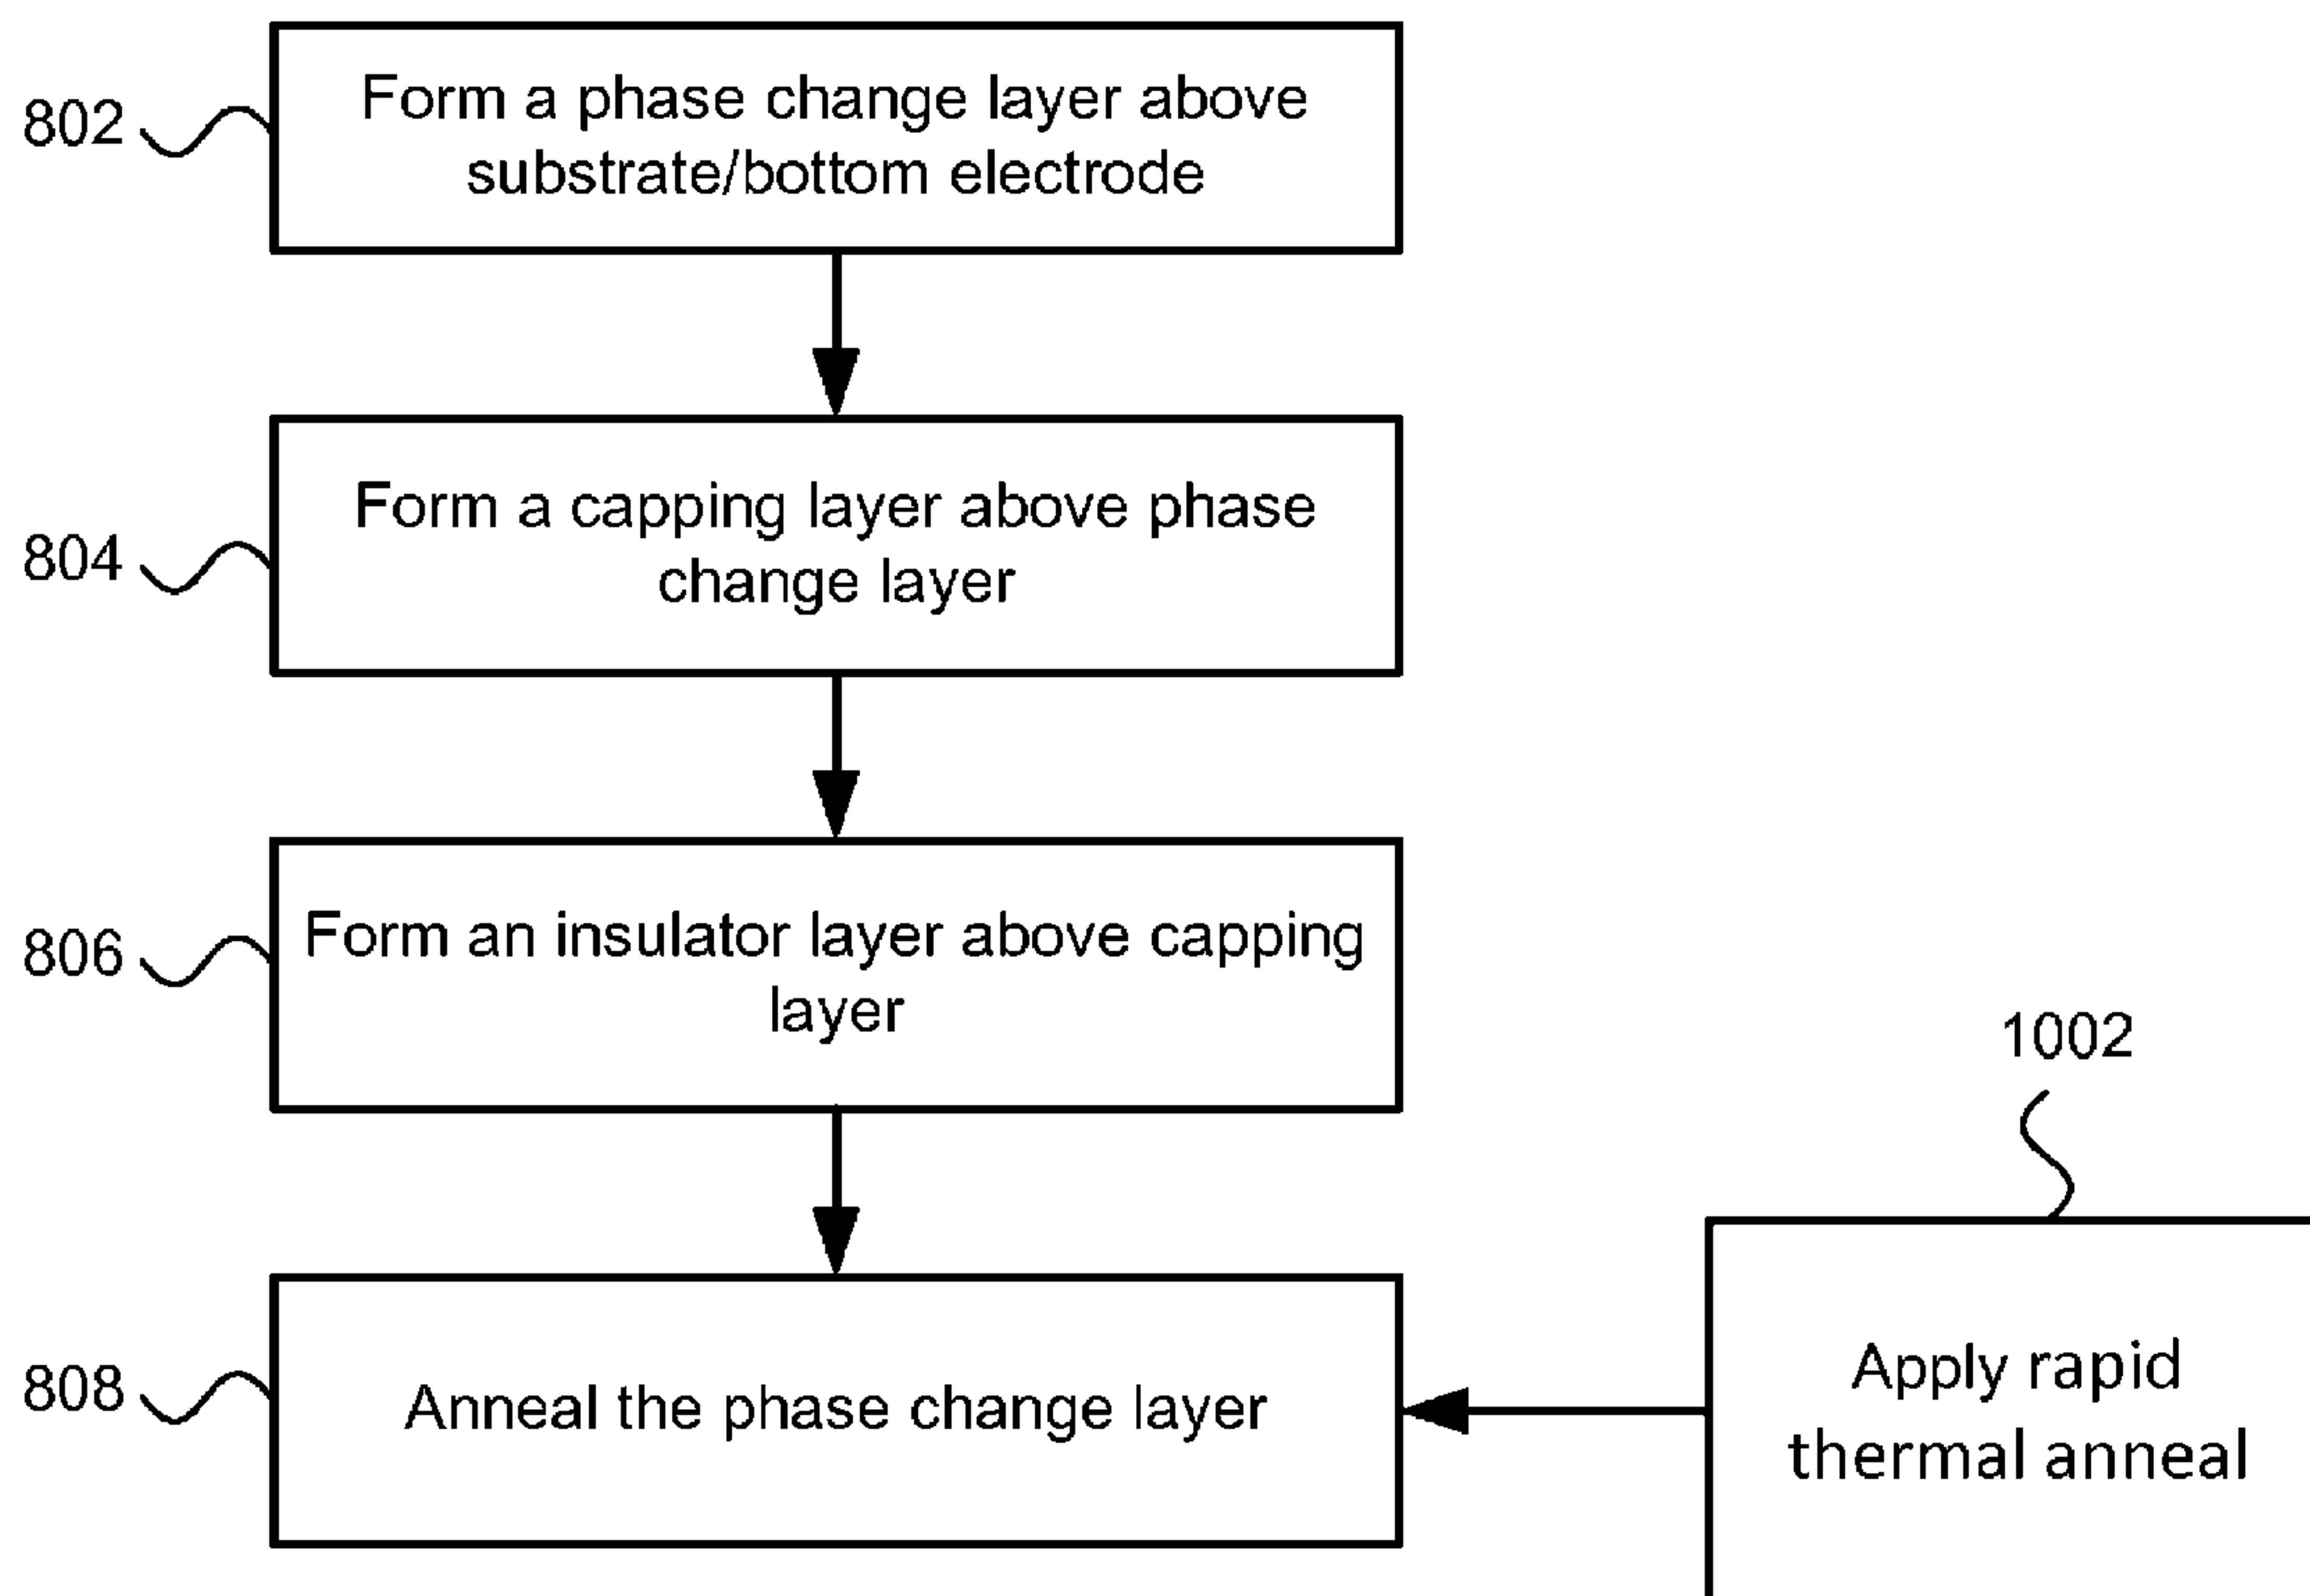 802
Form a phase change layer above
substrate/bottom electrode
804
Form a capping layer above phase
change layer
806
Form an insulator layer above capping
layer
1002
808
Anneal the phase change layer
Apply rapid
thermal anneal